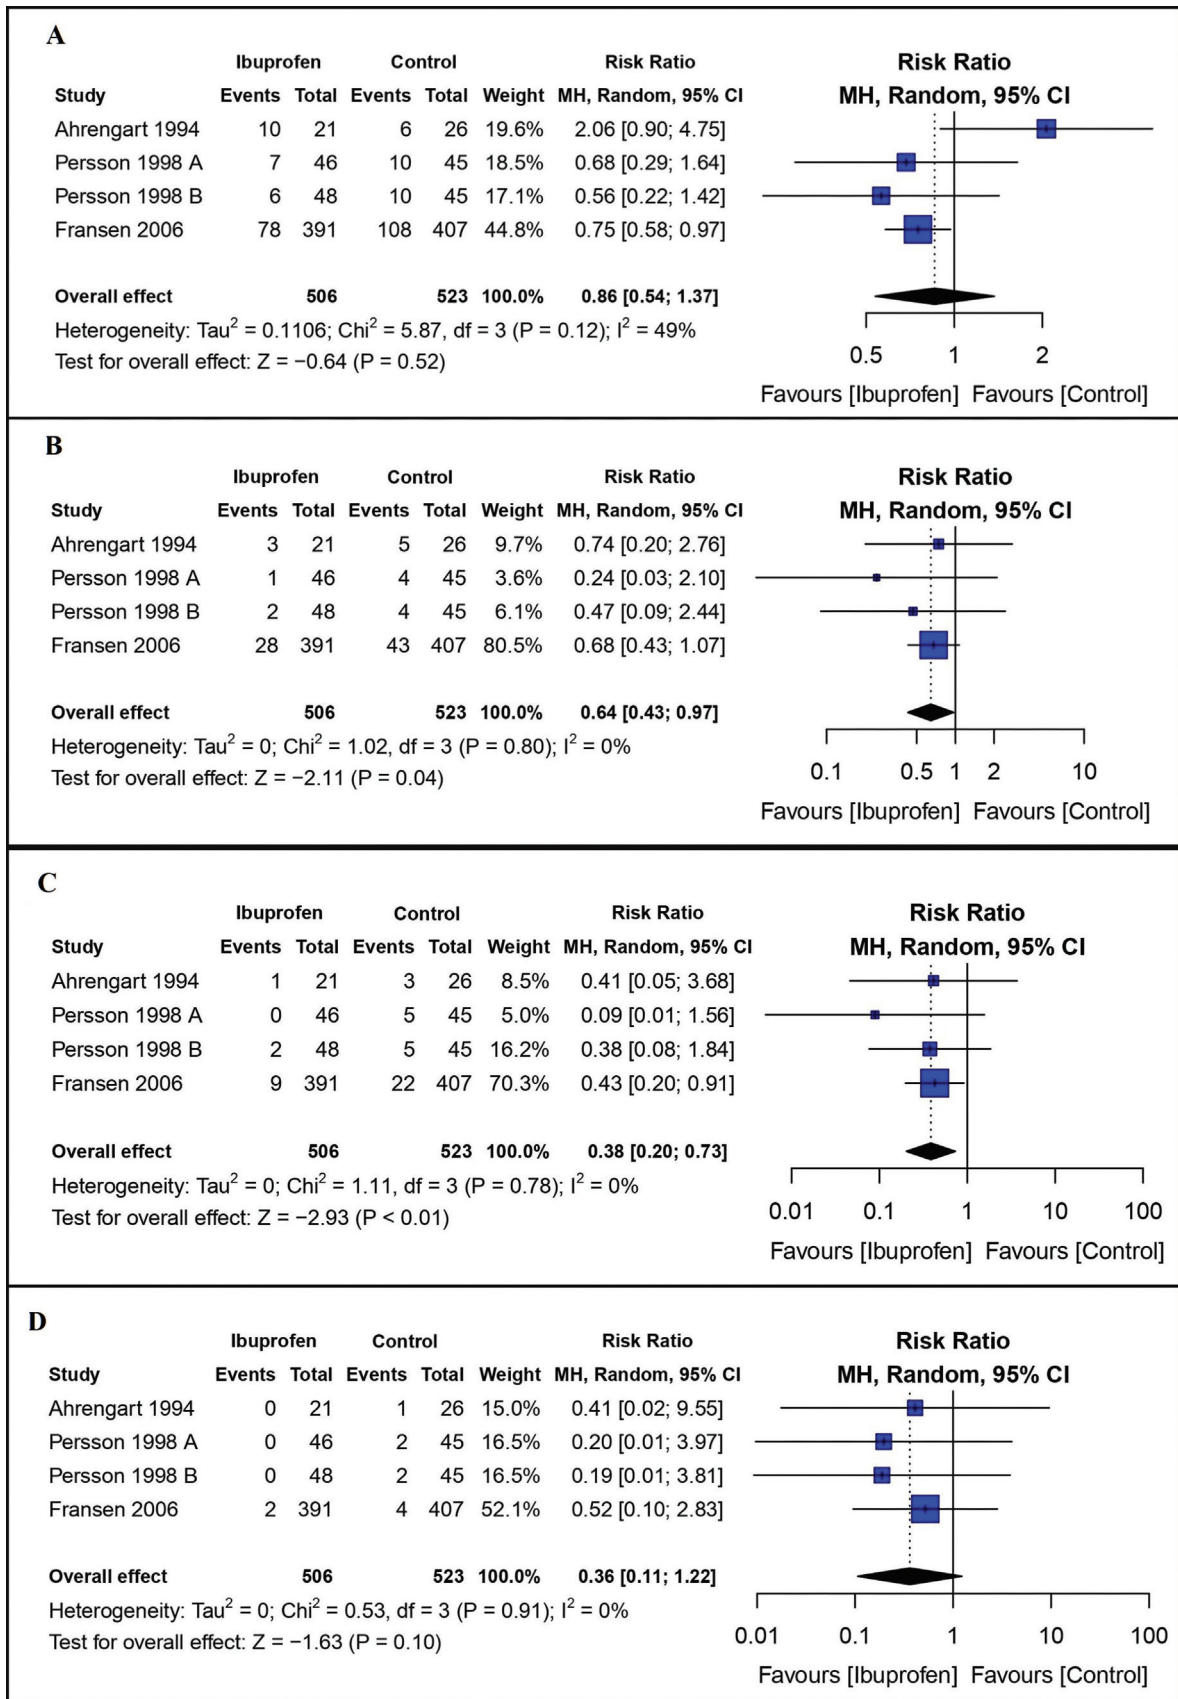 A
Ibuprofen Control Risk Ratio Risk Ratio
Study Events Total Events Total Weight MH, Random, 95% CI MH, Random, 95% CI
Ahrengart 1994 10 21 6 26 19.6% 2.06 [0.90; 4.75]
Persson 1998 A 7 46 10 45 18.5% 0.68 [0.29; 1.64]
Persson 1998 B 6 48 10 45 17.1% 0.56 [0.22; 1.42]
Fransen 2006 78 391 108 407 44.8% 0.75 [0.58; 0.97]
Overall effect 506 523 100.0% 0.86 [0.54; 1.37]
Heterogeneity: Tau² = 0.1106; Chi² = 5.87, df = 3 (P = 0.12); I² = 49%
Test for overall effect: Z = −0.64 (P = 0.52)
0.5 1 2
Favours [Ibuprofen] Favours [Control]
B
Ibuprofen Control Risk Ratio Risk Ratio
Study Events Total Events Total Weight MH, Random, 95% CI MH, Random, 95% CI
Ahrengart 1994 3 21 5 26 9.7% 0.74 [0.20; 2.76]
Persson 1998 A 1 46 4 45 3.6% 0.24 [0.03; 2.10]
Persson 1998 B 2 48 4 45 6.1% 0.47 [0.09; 2.44]
Fransen 2006 28 391 43 407 80.5% 0.68 [0.43; 1.07]
Overall effect 506 523 100.0% 0.64 [0.43; 0.97]
Heterogeneity: Tau² = 0; Chi² = 1.02, df = 3 (P = 0.80); I² = 0%
Test for overall effect: Z = −2.11 (P = 0.04)
0.1 0.5 1 2 10
Favours [Ibuprofen] Favours [Control]
C
Ibuprofen Control Risk Ratio Risk Ratio
Study Events Total Events Total Weight MH, Random, 95% CI MH, Random, 95% CI
Ahrengart 1994 1 21 3 26 8.5% 0.41 [0.05; 3.68]
Persson 1998 A 0 46 5 45 5.0% 0.09 [0.01; 1.56]
Persson 1998 B 2 48 5 45 16.2% 0.38 [0.08; 1.84]
Fransen 2006 9 391 22 407 70.3% 0.43 [0.20; 0.91]
Overall effect 506 523 100.0% 0.38 [0.20; 0.73]
Heterogeneity: Tau² = 0; Chi² = 1.11, df = 3 (P = 0.78); I² = 0%
Test for overall effect: Z = −2.93 (P < 0.01)
0.01 0.1 1 10 100
Favours [Ibuprofen] Favours [Control]
D
Ibuprofen Control Risk Ratio Risk Ratio
Study Events Total Events Total Weight MH, Random, 95% CI MH, Random, 95% CI
Ahrengart 1994 0 21 1 26 15.0% 0.41 [0.02; 9.55]
Persson 1998 A 0 46 2 45 16.5% 0.20 [0.01; 3.97]
Persson 1998 B 0 48 2 45 16.5% 0.19 [0.01; 3.81]
Fransen 2006 2 391 4 407 52.1% 0.52 [0.10; 2.83]
Overall effect 506 523 100.0% 0.36 [0.11; 1.22]
Heterogeneity: Tau² = 0; Chi² = 0.53, df = 3 (P = 0.91); I² = 0%
Test for overall effect: Z = −1.63 (P = 0.10)
0.01 0.1 1 10 100
Favours [Ibuprofen] Favours [Control]